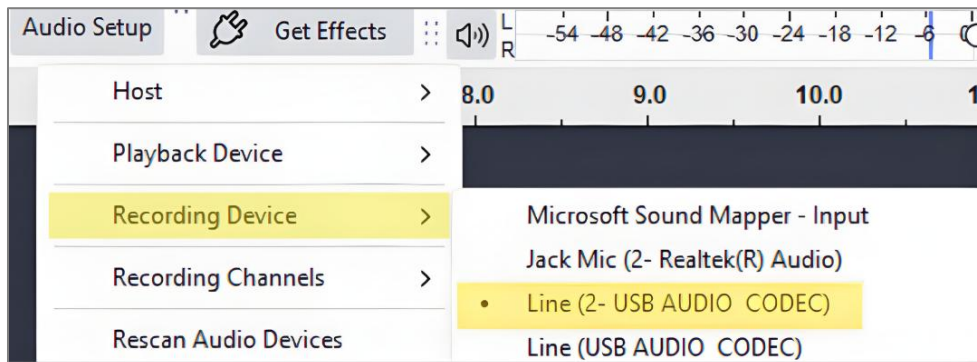 Audio Setup Get Effects L R -54 -48 -42 -36 -30 -24 -18 -12 -6
Host 8.0 9.0 10.0
Playback Device
Recording Device Microsoft Sound Mapper - Input
Jack Mic (2- Realtek(R) Audio)
Recording Channels
Line (2- USB AUDIO CODEC)
Rescan Audio Devices Line (USB AUDIO CODEC)